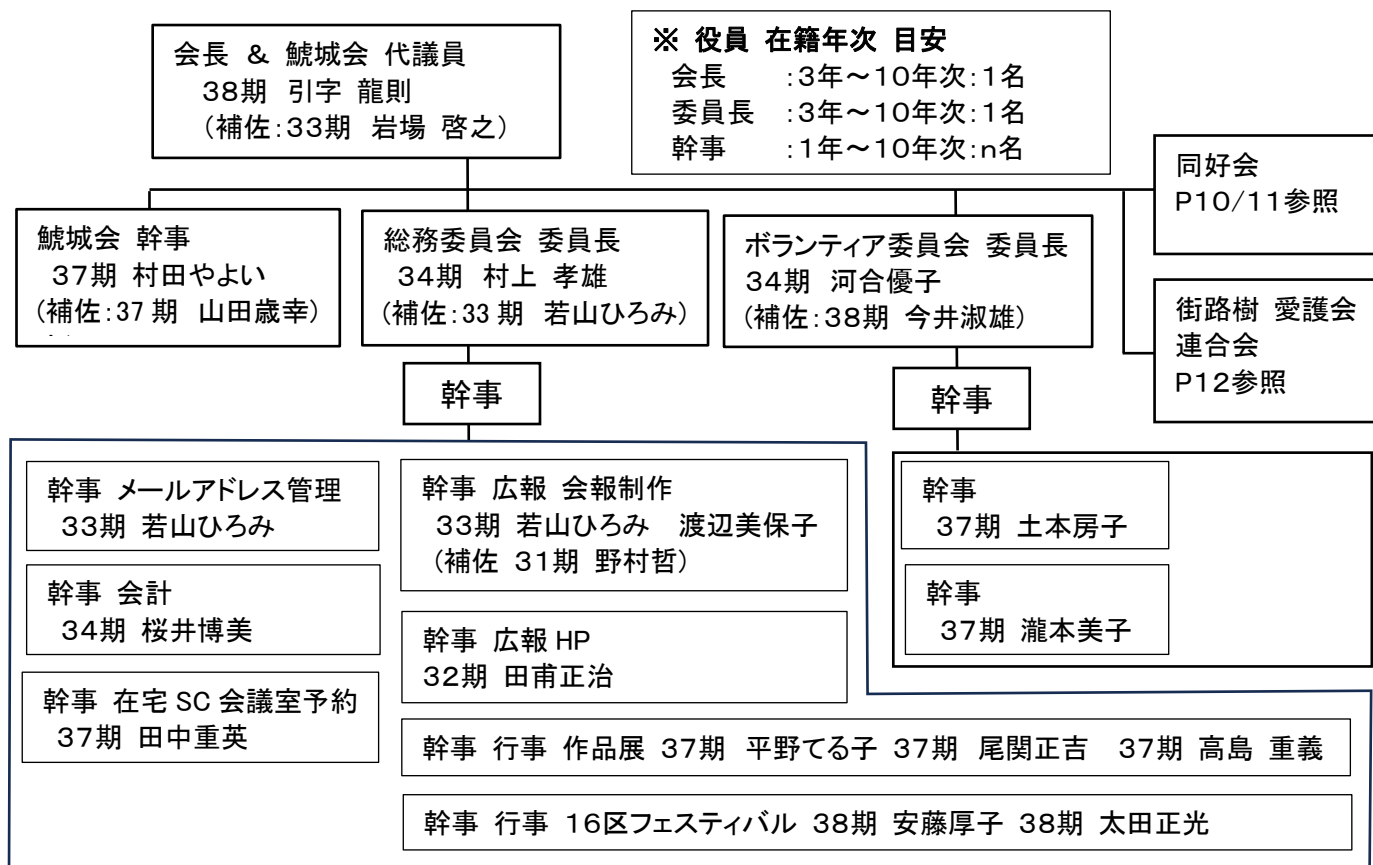 会長 & 鯱城会 代議員
38期 引字 龍則
(補佐:33期 岩場 啓之)
※ 役員 在籍年次 目安
会長 :3年~10年次:1名
委員長 :3年~10年次:1名
幹事 :1年~10年次:n名
同好会
P10/11参照
鯱城会 幹事
37期 村田やよい
(補佐:37期 山田歳幸)
総務委員会 委員長
34期 村上 孝雄
(補佐:33期 若山ひろみ)
ボランティア委員会 委員長
34期 河合優子
(補佐:38期 今井淑雄)
街路樹 愛護会
連合会
P12参照
幹事
幹事
幹事 メールアドレス管理
33期 若山ひろみ
幹事 会計
34期 桜井博美
幹事 在宅SC会議室予約
37期 田中重英
幹事 広報 会報制作
33期 若山ひろみ 渡辺美保子
(補佐 31期 野村哲)
幹事 広報HP
32期 田甫正治
幹事 行事 作品展 37期 平野てる子 37期 尾関正吉 37期 高島 重義
幹事 行事 16区フェスティバル 38期 安藤厚子 38期 太田正光
幹事
37期 土本房子
幹事
37期 瀧本美子